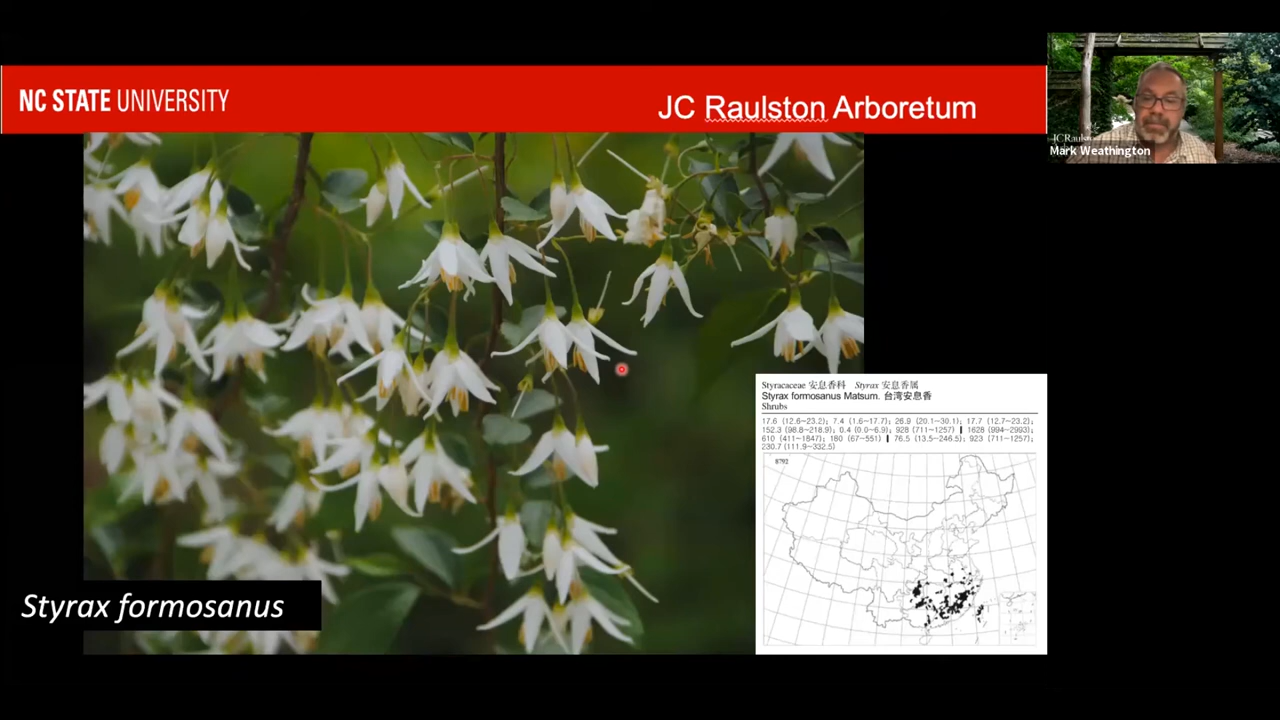 NC STATE UNIVERSITY
JC Raulston Arboretum
JC Raulston
Mark Weathington
Styracaceae 安息香科 Styrax 安息香属
Styrax formosanus Matsum. 台湾安息香
Shrubs
17.6 (12.6~23.2); 7.4 (1.6~17.7); 26.9 (20.1~30.1); 17.7 (12.7~23.2);
152.3 (98.8~218.9); 0.4 (0.0~6.9); 928 (711~1257) ‖ 1628 (994~2993);
610 (411~1847); 180 (67~551) ‖ 76.5 (13.5~246.5); 923 (711~1257);
230.7 (111.9~332.5)
8792
Styrax formosanus